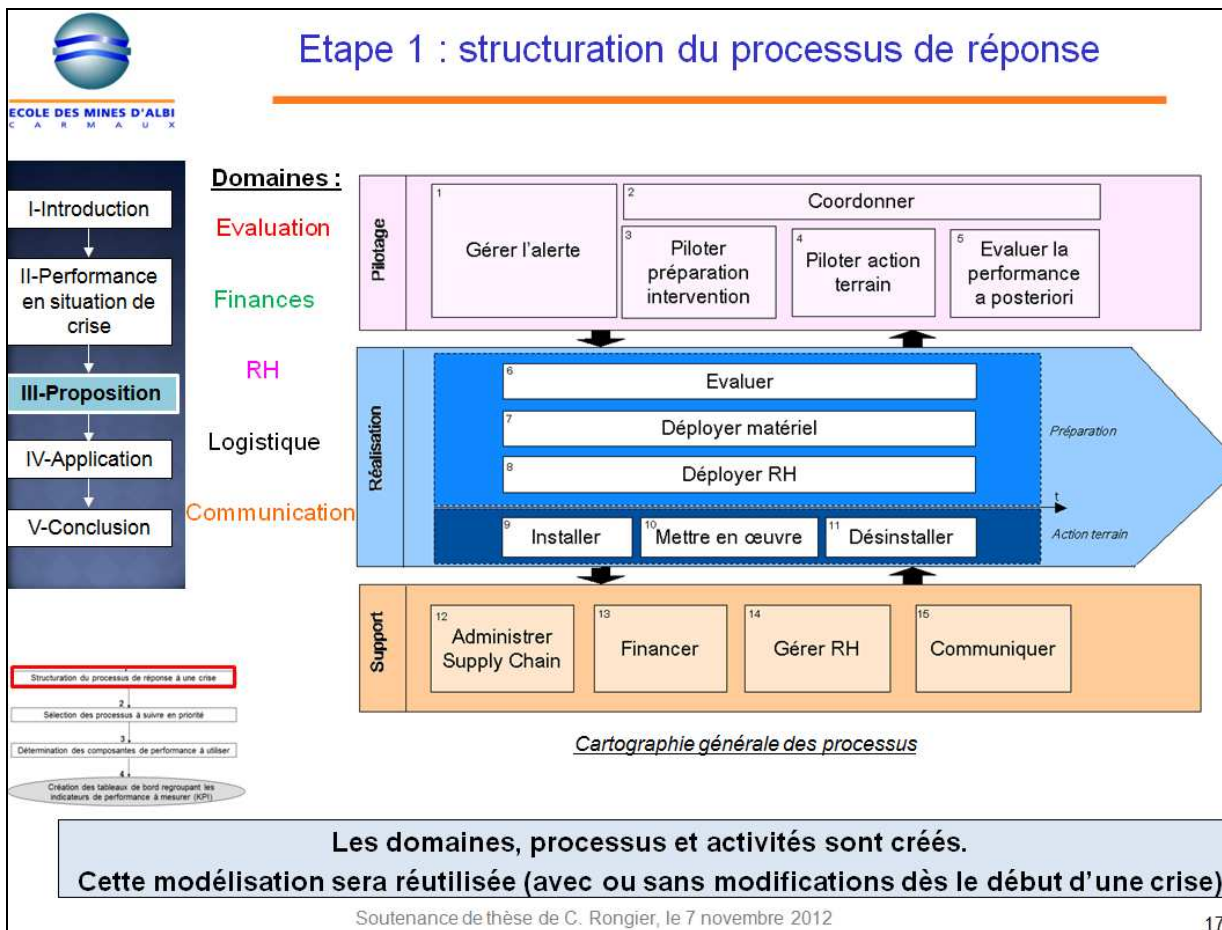 Etape 1 : structuration du processus de réponse
ECOLE DES MINES D'ALBI
CARMAUX
I-Introduction
II-Performance
en situation de
crise
III-Proposition
IV-Application
V-Conclusion
Domaines :
Evaluation
Finances
RH
Logistique
Communication
Pilotage
1
Gérer l'alerte
2
Coordonner
3
Piloter
préparation
intervention
4
Piloter action
terrain
5
Evaluer la
performance
a posteriori
Réalisation
6
Evaluer
7
Déployer matériel
8
Déployer RH
Préparation
t
9
Installer
10
Mettre en œuvre
11
Désinstaller
Action terrain
Support
12
Administrer
Supply Chain
13
Financer
14
Gérer RH
15
Communiquer
Cartographie générale des processus
Structuration du processus de réponse à une crise
2
Sélection des processus à suivre en priorité
3
Détermination des composantes de performance à utiliser
4
Création des tableaux de bord regroupant les
indicateurs de performance à mesurer (KPI)
Les domaines, processus et activités sont créés.
Cette modélisation sera réutilisée (avec ou sans modifications dès le début d'une crise)
Soutenance de thèse de C. Rongier, le 7 novembre 2012
17